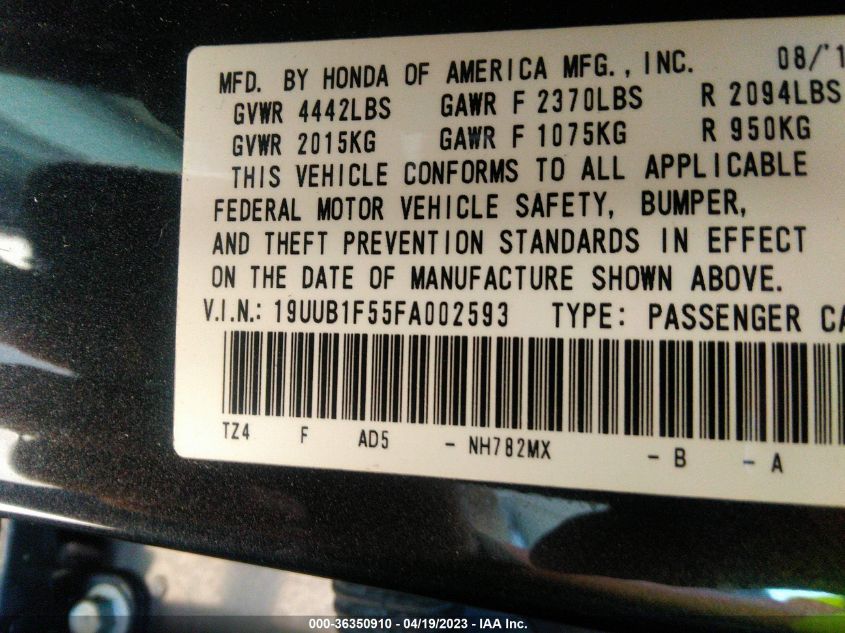 MFD. BY HONDA OF AMERICA MFG., INC. 08/'1
GVWR 4442LBS GAWR F 2370LBS R 2094LBS
GVWR 2015KG GAWR F 1075KG R 950KG
THIS VEHICLE CONFORMS TO ALL APPLICABLE
FEDERAL MOTOR VEHICLE SAFETY, BUMPER,
AND THEFT PREVENTION STANDARDS IN EFFECT
ON THE DATE OF MANUFACTURE SHOWN ABOVE.
V.I.N.: 19UUB1F55FA002593 TYPE: PASSENGER CA
TZ4 F AD5 - NH782MX - B - A
000-36350910 - 04/19/2023 - IAA Inc.